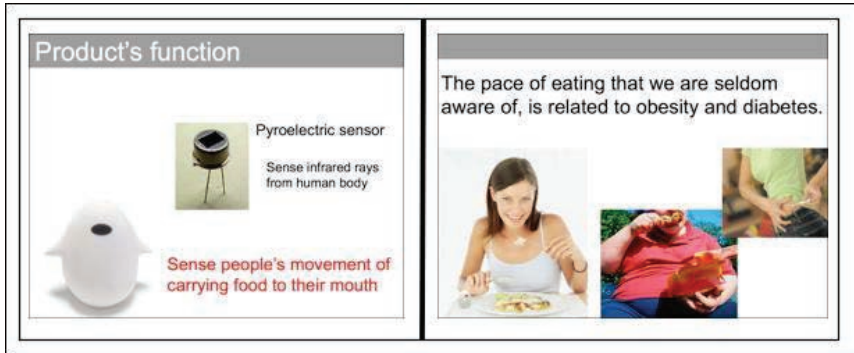 Product's function
Pyroelectric sensor
Sense infrared rays
from human body
Sense people's movement of
carrying food to their mouth
The pace of eating that we are seldom
aware of, is related to obesity and diabetes.